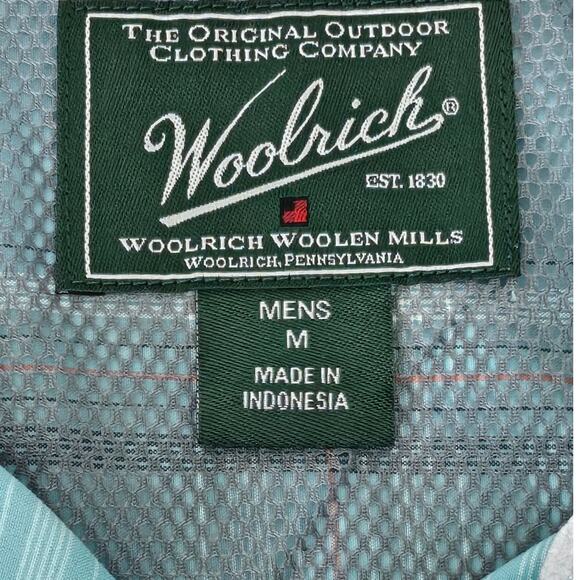 THE ORIGINAL OUTDOOR
CLOTHING COMPANY
Woolrich®
EST. 1830
WOOLRICH WOOLEN MILLS
WOOLRICH, PENNSYLVANIA
MENS
M
MADE IN
INDONESIA